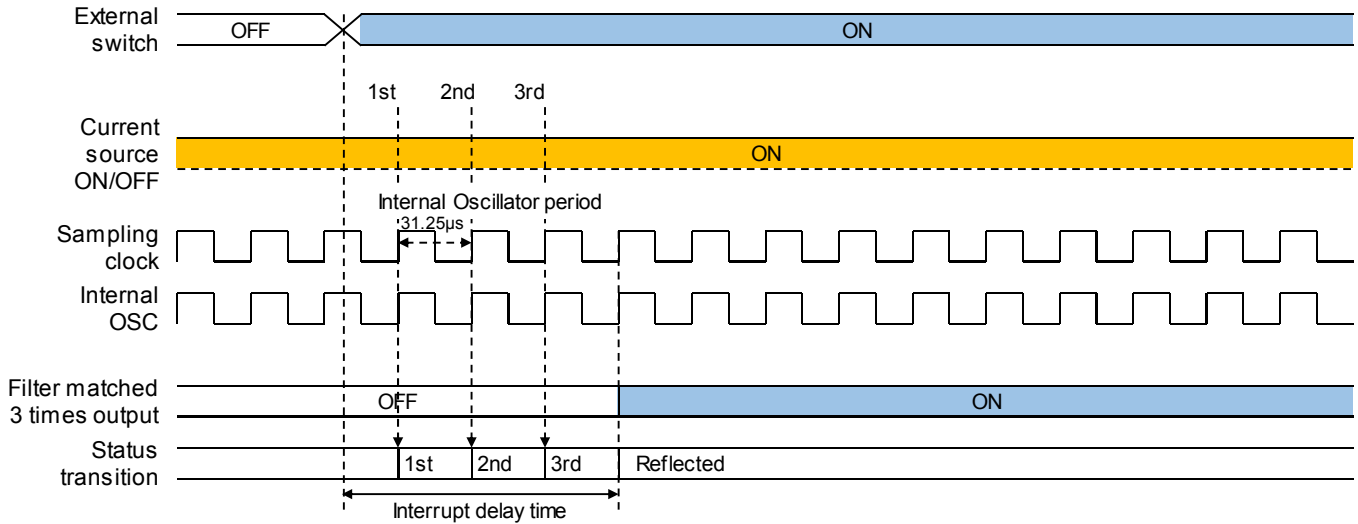 External
switch
OFF
ON
1st 2nd 3rd
Current
source
ON/OFF
ON
Internal Oscillator period
31.25µs
Sampling
clock
Internal
OSC
Filter matched
3 times output
OFF
ON
Status
transition
1st 2nd 3rd Reflected
Interrupt delay time